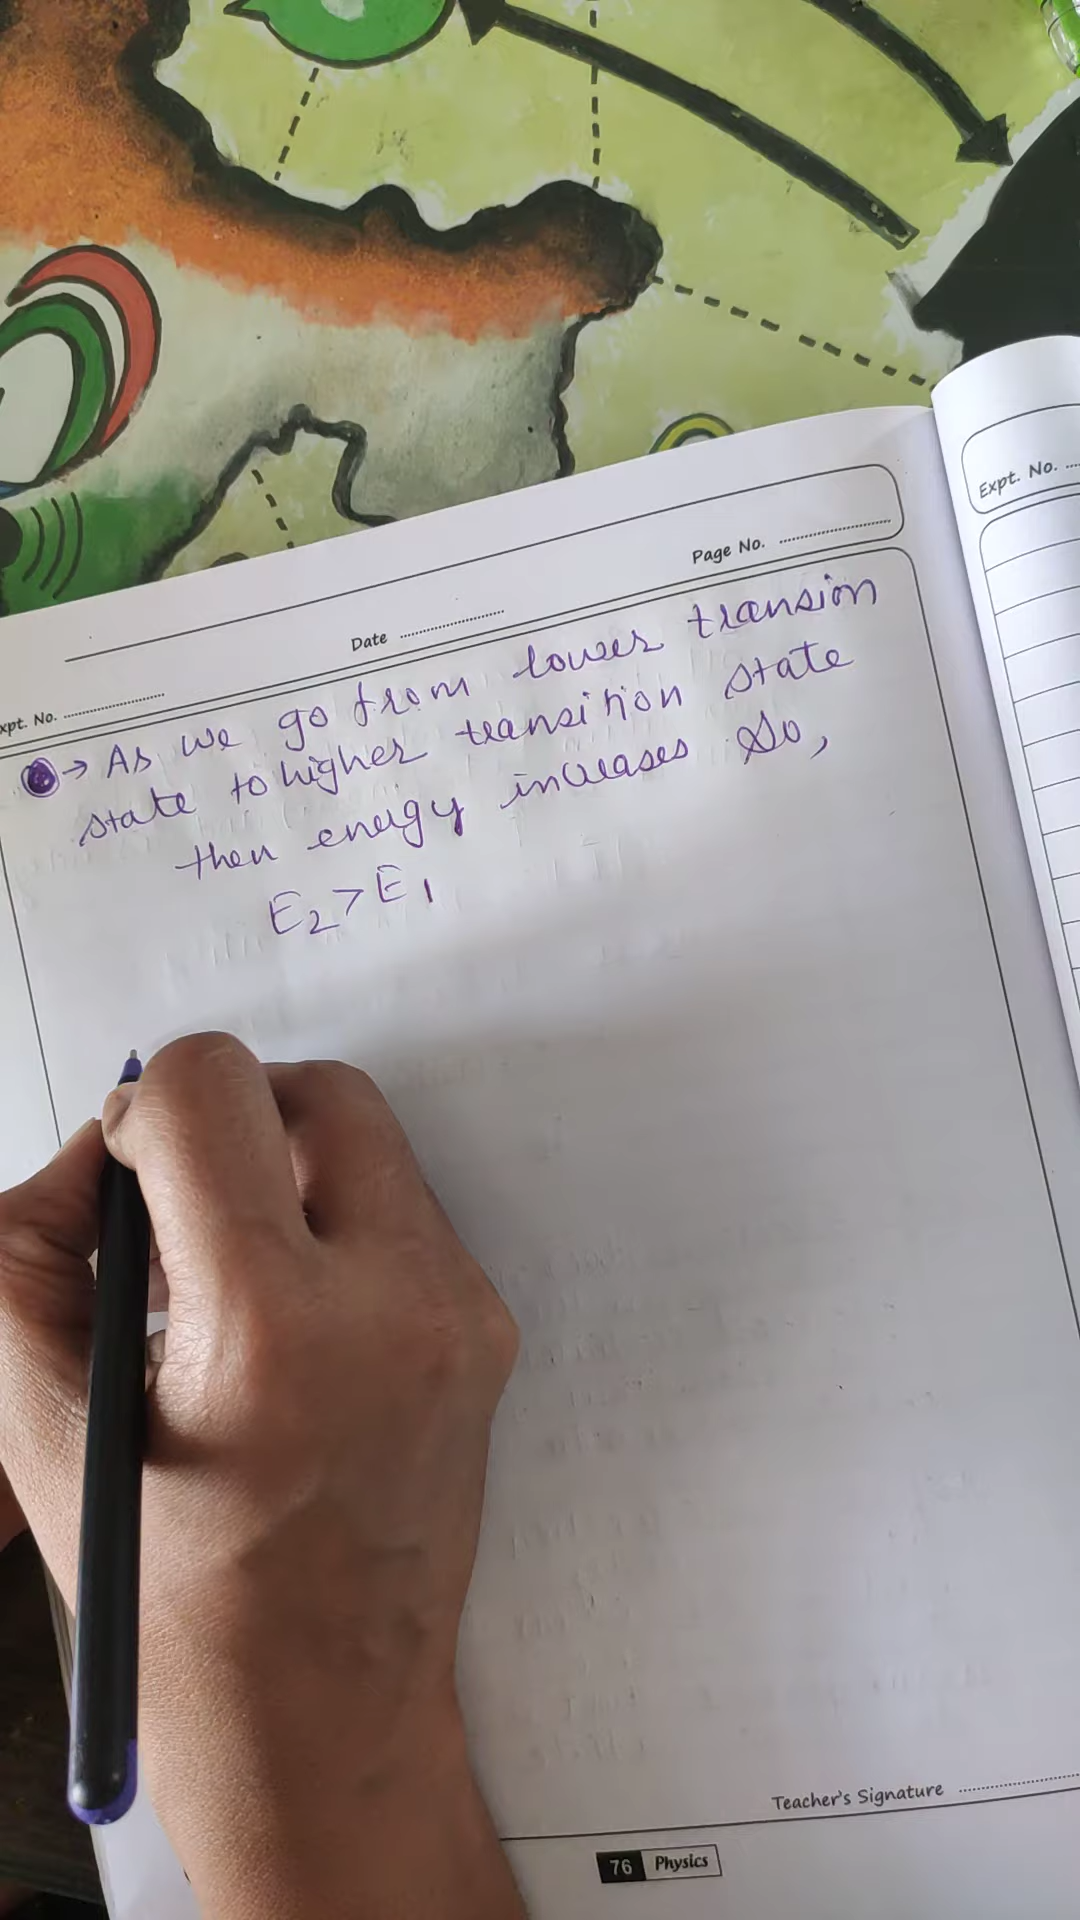 Expt. No. ....
Page No. ....................
Date ....................
xpt. No. ....................
→ As we go from lower transion
state to higher transition state
then energy increases So,
E2 > E1
Teacher's Signature ....................
76 Physics